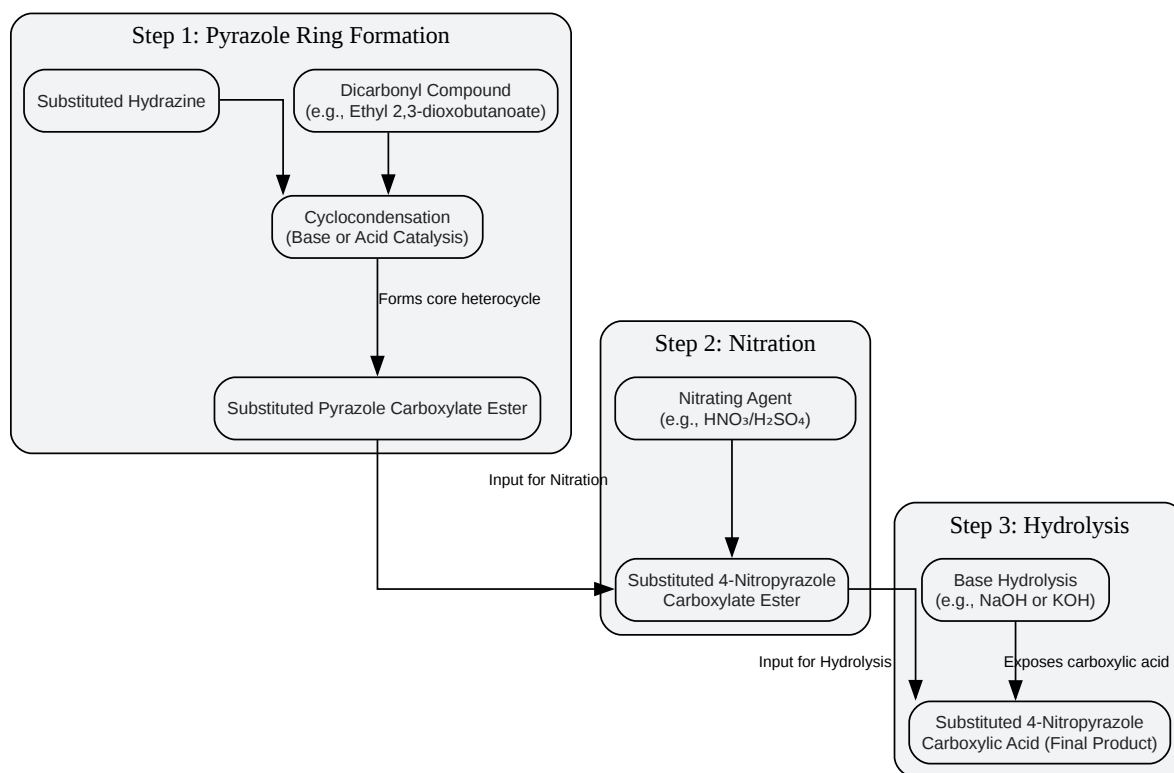 Step 1: Pyrazole Ring Formation
Substituted Hydrazine
Dicarbonyl Compound
(e.g., Ethyl 2,3-dioxobutanoate)
Cyclocondensation
(Base or Acid Catalysis)
Forms core heterocycle
Substituted Pyrazole Carboxylate Ester
Input for Nitration
Step 2: Nitration
Nitrating Agent
(e.g., HNO₃/H₂SO₄)
Substituted 4-Nitropyrazole
Carboxylate Ester
Input for Hydrolysis
Step 3: Hydrolysis
Base Hydrolysis
(e.g., NaOH or KOH)
Exposes carboxylic acid
Substituted 4-Nitropyrazole
Carboxylic Acid (Final Product)